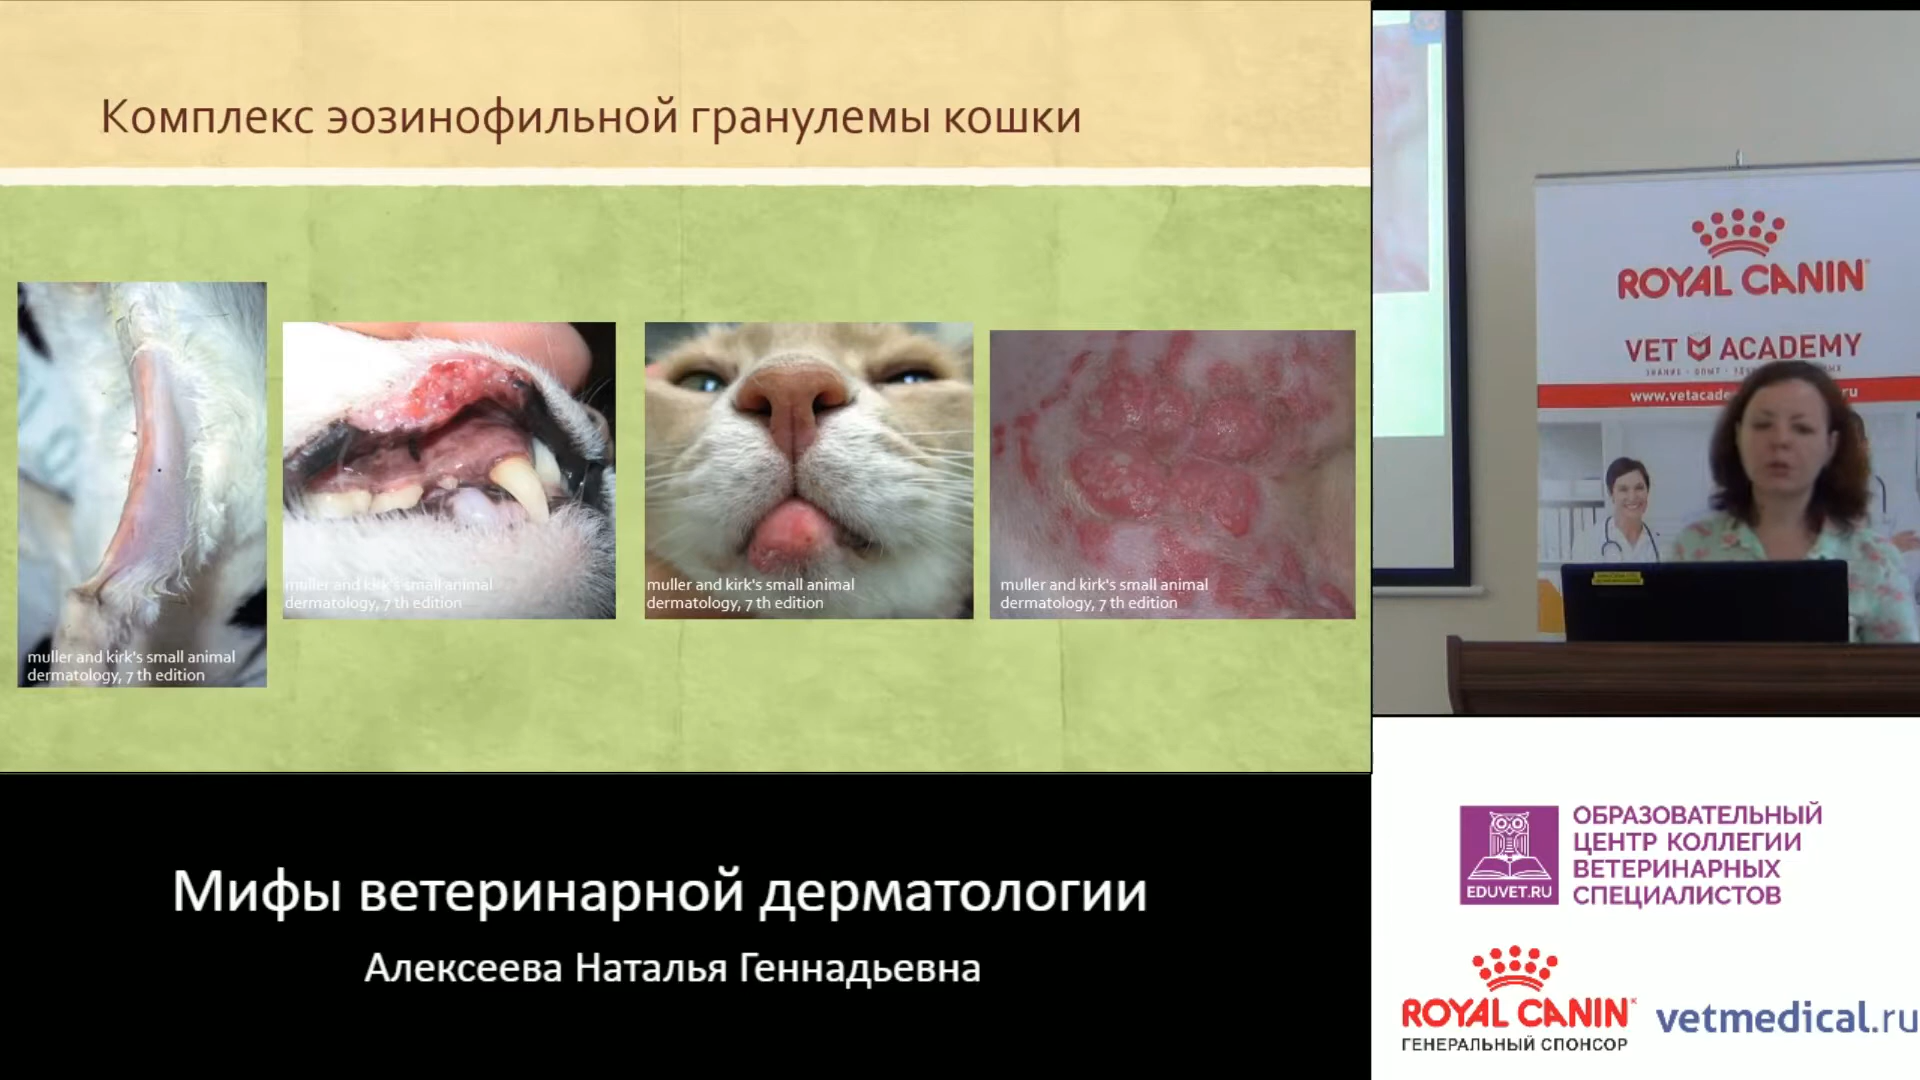 Комплекс эозинофильной гранулемы кошки
muller and kirk's small animal
dermatology, 7 th edition
muller and kirk's small animal
dermatology, 7 th edition
muller and kirk's small animal
dermatology, 7 th edition
muller and kirk's small animal
dermatology, 7 th edition
ROYAL CANIN
VET ACADEMY
www.vetacade
ru
Мифы ветеринарной дерматологии
Алексеева Наталья Геннадьевна
EDUVET.RU
ОБРАЗОВАТЕЛЬНЫЙ
ЦЕНТР КОЛЛЕГИИ
ВЕТЕРИНАРНЫХ
СПЕЦИАЛИСТОВ
ROYAL CANIN
ГЕНЕРАЛЬНЫЙ СПОНСОР
vetmedical.ru